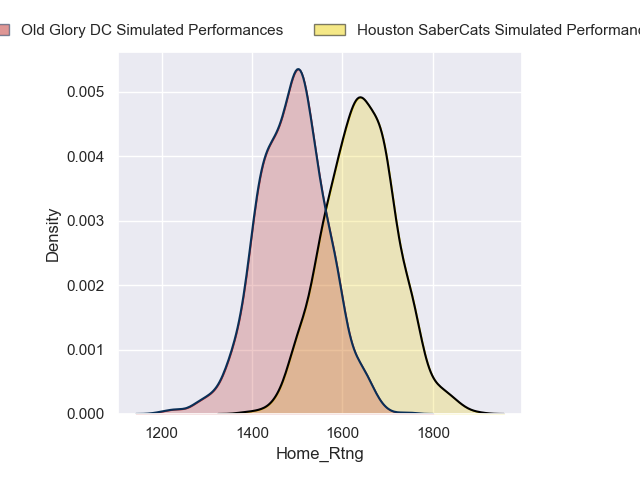 Old Glory DC Simulated Performances
Houston SaberCats Simulated
0.005
0.004
0.003
0.002
0.001
0.000
Density
1200 1400 1600 1800
Home_Rtng